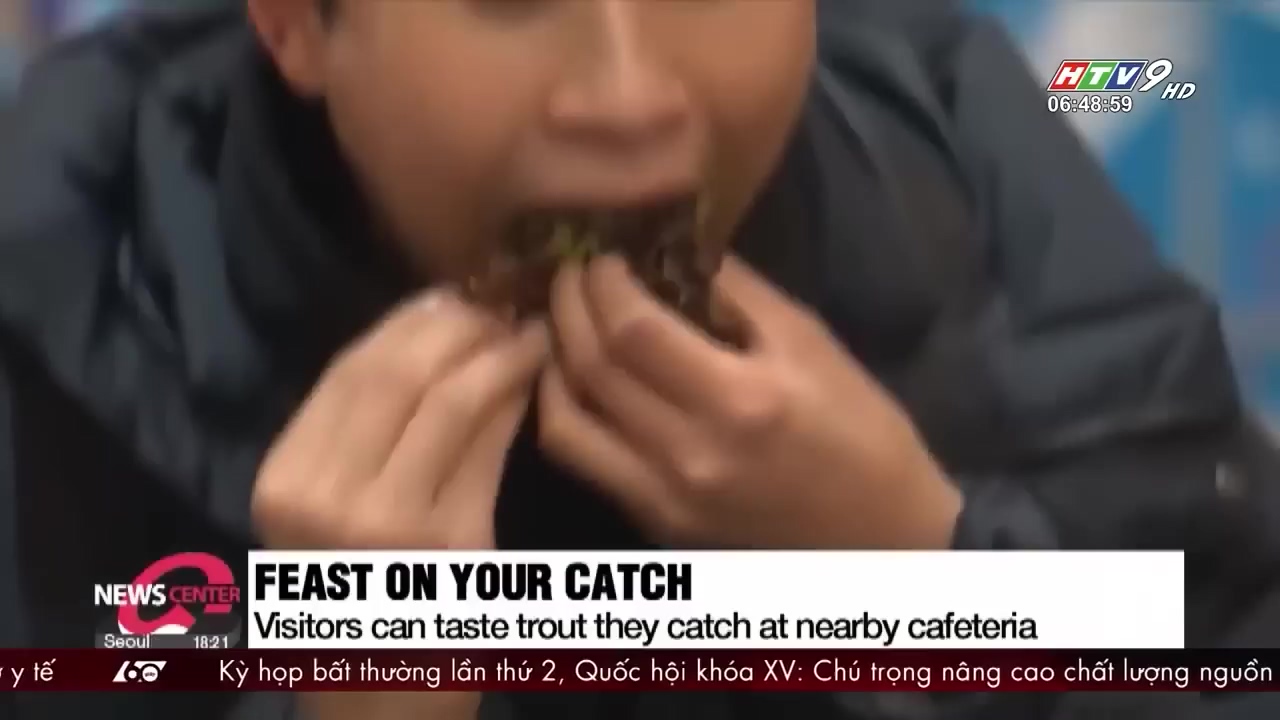 HTV9 HD
06:48:59
FEAST ON YOUR CATCH
NEWS CENTER
Visitors can taste trout they catch at nearby cafeteria
Seoul 18:21
y tế 60 giây Kỳ họp bất thường lần thứ 2, Quốc hội khóa XV: Chú trọng nâng cao chất lượng nguồn